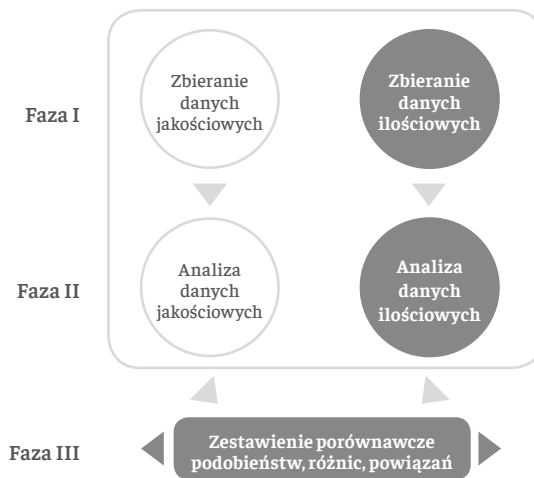 Faza I
Zbieranie
danych
jakościowych
Zbieranie
danych
ilościowych
Faza II
Analiza
danych
jakościowych
Analiza
danych
ilościowych
Faza III
Zestawienie porównawcze
podobieństw, różnic, powiązań